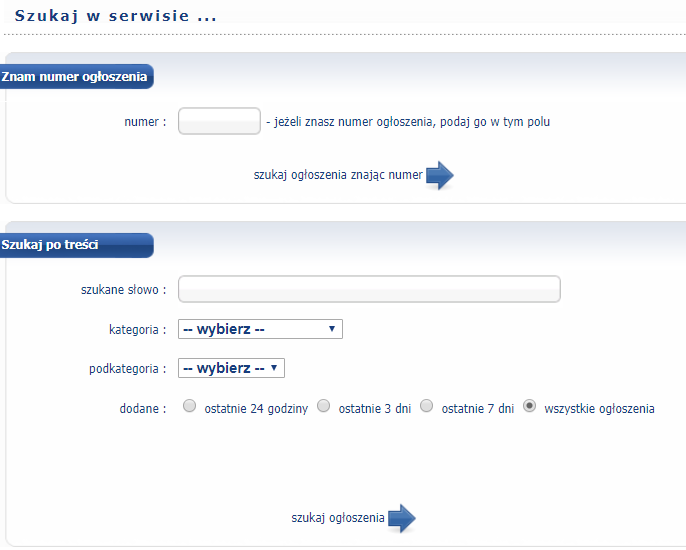 Szukaj w serwisie ...
Znam numer ogłoszenia
numer : - jeżeli znasz numer ogłoszenia, podaj go w tym polu
szukaj ogłoszenia znając numer
Szukaj po treści
szukane słowo :
kategoria : -- wybierz --
podkategoria : -- wybierz --
dodane : ostatnie 24 godziny ostatnie 3 dni ostatnie 7 dni wszystkie ogłoszenia
szukaj ogłoszenia